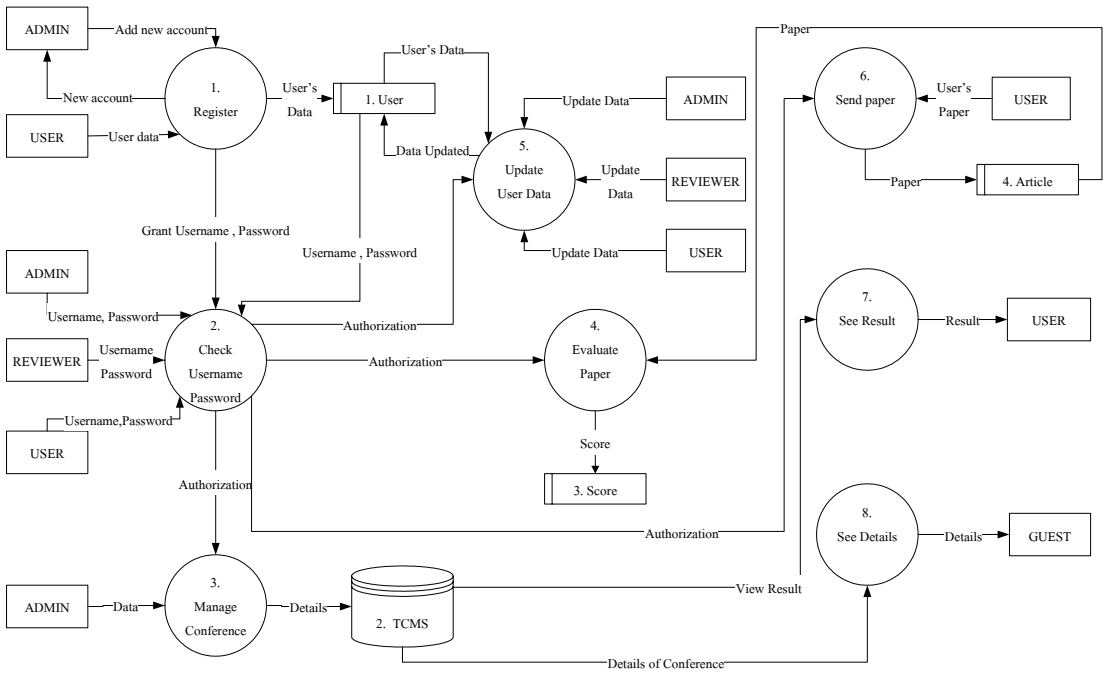 ADMIN
Add new account
New account
USER
User data
1.
Register
User's
Data
1. User
User's Data
Data Updated
5.
Update
User Data
Update Data
ADMIN
Update
Data
REVIEWER
Update Data
USER
Paper
6.
Send paper
User's
Paper
USER
Paper
4. Article
Grant Username , Password
Username , Password
ADMIN
Username, Password
REVIEWER
Username
Password
Username,Password
USER
2.
Check
Username
Password
Authorization
Authorization
4.
Evaluate
Paper
Score
3. Score
7.
See Result
Result
USER
Authorization
Authorization
8.
See Details
Details
GUEST
ADMIN
Data
3.
Manage
Conference
Details
2. TCMS
View Result
Details of Conference